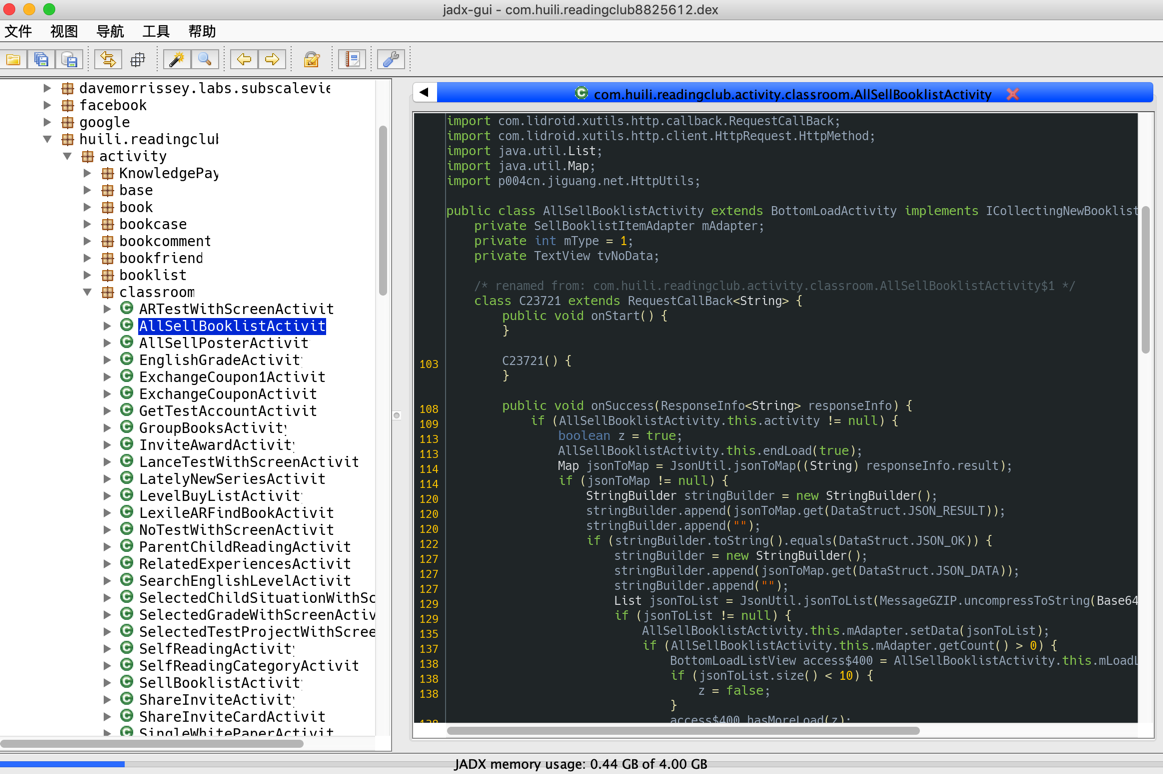 jadx-gui - com.huili.readingclub8825612.dex
文件 视图 导航 工具 帮助
davemorrissey.labs.subscalevie
facebook
google
huili.readingclub
activity
KnowledgePay
base
book
bookcase
bookcomment
bookfriend
booklist
classroom
ARTestWithScreenActivit
AllSellBooklistActivit
AllSellPosterActivit
EnglishGradeActivit
ExchangeCoupon1Activit
ExchangeCouponActivit
GetTestAccountActivit
GroupBooksActivity
InviteAwardActivit
LanceTestWithScreenActivit
LatelyNewSeriesActivit
LevelBuyListActivit
LexileARFindBookActivit
NoTestWithScreenActivit
ParentChildReadingActivit
RelatedExperiencesActivit
SearchEnglishLevelActivit
SelectedChildSituationWithSc
SelectedGradeWithScreenActiv
SelectedTestProjectWithScree
SelfReadingActivity
SelfReadingCategoryActivit
SellBooklistActivit
ShareInviteActivity
ShareInviteCardActivit
SingleWhitePaperActivit
com.huili.readingclub.activity.classroom.AllSellBooklistActivity
import com.lidroid.xutils.http.callback.RequestCallBack;
import com.lidroid.xutils.http.client.HttpRequest.HttpMethod;
import java.util.List;
import java.util.Map;
import p004cn.jiguang.net.HttpUtils;
public class AllSellBooklistActivity extends BottomLoadActivity implements ICollectingNewBooklist
private SellBooklistItemAdapter mAdapter;
private int mType = 1;
private TextView tvNoData;
/* renamed from: com.huili.readingclub.activity.classroom.AllSellBooklistActivity$1 */
class C23721 extends RequestCallBack<String> {
public void onStart() {
}
103 C23721() {
}
108 public void onSuccess(ResponseInfo<String> responseInfo) {
109 if (AllSellBooklistActivity.this.activity != null) {
113 boolean z = true;
113 AllSellBooklistActivity.this.endLoad(true);
114 Map jsonToMap = JsonUtil.jsonToMap((String) responseInfo.result);
114 if (jsonToMap != null) {
120 StringBuilder stringBuilder = new StringBuilder();
120 stringBuilder.append(jsonToMap.get(DataStruct.JSON_RESULT));
120 stringBuilder.append("");
122 if (stringBuilder.toString().equals(DataStruct.JSON_OK)) {
127 stringBuilder = new StringBuilder();
127 stringBuilder.append(jsonToMap.get(DataStruct.JSON_DATA));
127 stringBuilder.append("");
129 List jsonToList = JsonUtil.jsonToList(MessageGZIP.uncompressToString(Base64
129 if (jsonToList != null) {
135 AllSellBooklistActivity.this.mAdapter.setData(jsonToList);
137 if (AllSellBooklistActivity.this.mAdapter.getCount() > 0) {
138 BottomLoadListView access$400 = AllSellBooklistActivity.this.mLoadL
138 if (jsonToList.size() < 10) {
138 z = false;
}
138 access$400.hasMoreLoad(z);
JADX memory usage: 0.44 GB of 4.00 GB